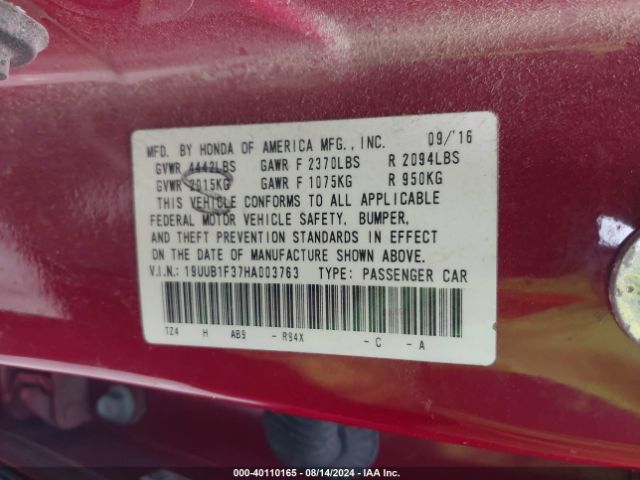 MFD. BY HONDA OF AMERICA MFG., INC. 09/'16
GVWR 4442LBS GAWR F 2370LBS R 2094LBS
GVWR 2015KG GAWR F 1075KG R 950KG
THIS VEHICLE CONFORMS TO ALL APPLICABLE
FEDERAL MOTOR VEHICLE SAFETY, BUMPER,
AND THEFT PREVENTION STANDARDS IN EFFECT
ON THE DATE OF MANUFACTURE SHOWN ABOVE.
V.I.N.: 19UUB1F37HA003763 TYPE: PASSENGER CAR
TZ4 H AB9 - R94X - C - A
000-40110165 - 08/14/2024 - IAA Inc.